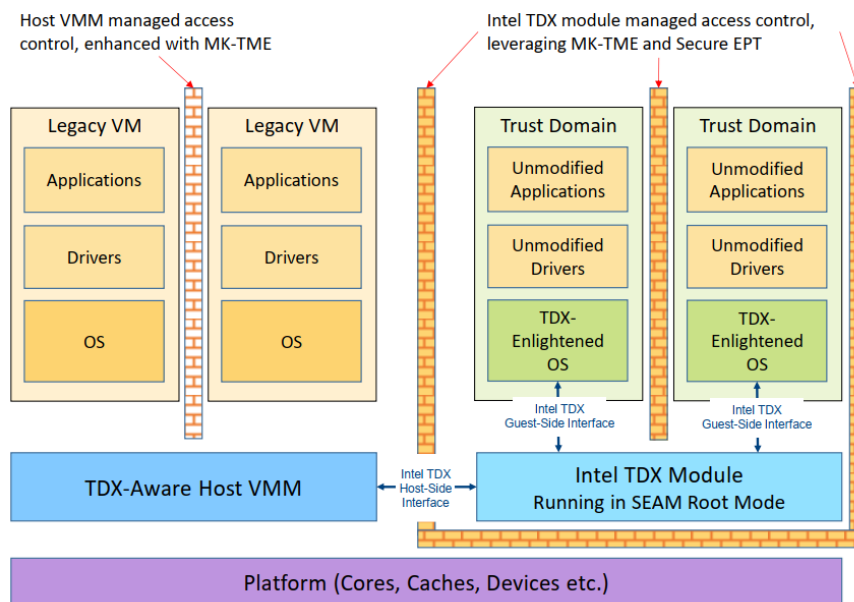 Host VMM managed access
control, enhanced with MK-TME
Intel TDX module managed access control,
leveraging MK-TME and Secure EPT
Legacy VM
Applications
Drivers
OS
Legacy VM
Applications
Drivers
OS
Trust Domain
Unmodified
Applications
Unmodified
Drivers
TDX-
Enlightened
OS
Trust Domain
Unmodified
Applications
Unmodified
Drivers
TDX-
Enlightened
OS
Intel TDX
Guest-Side Interface
Intel TDX
Guest-Side Interface
TDX-Aware Host VMM
Intel TDX
Host-Side
Interface
Intel TDX Module
Running in SEAM Root Mode
Platform (Cores, Caches, Devices etc.)